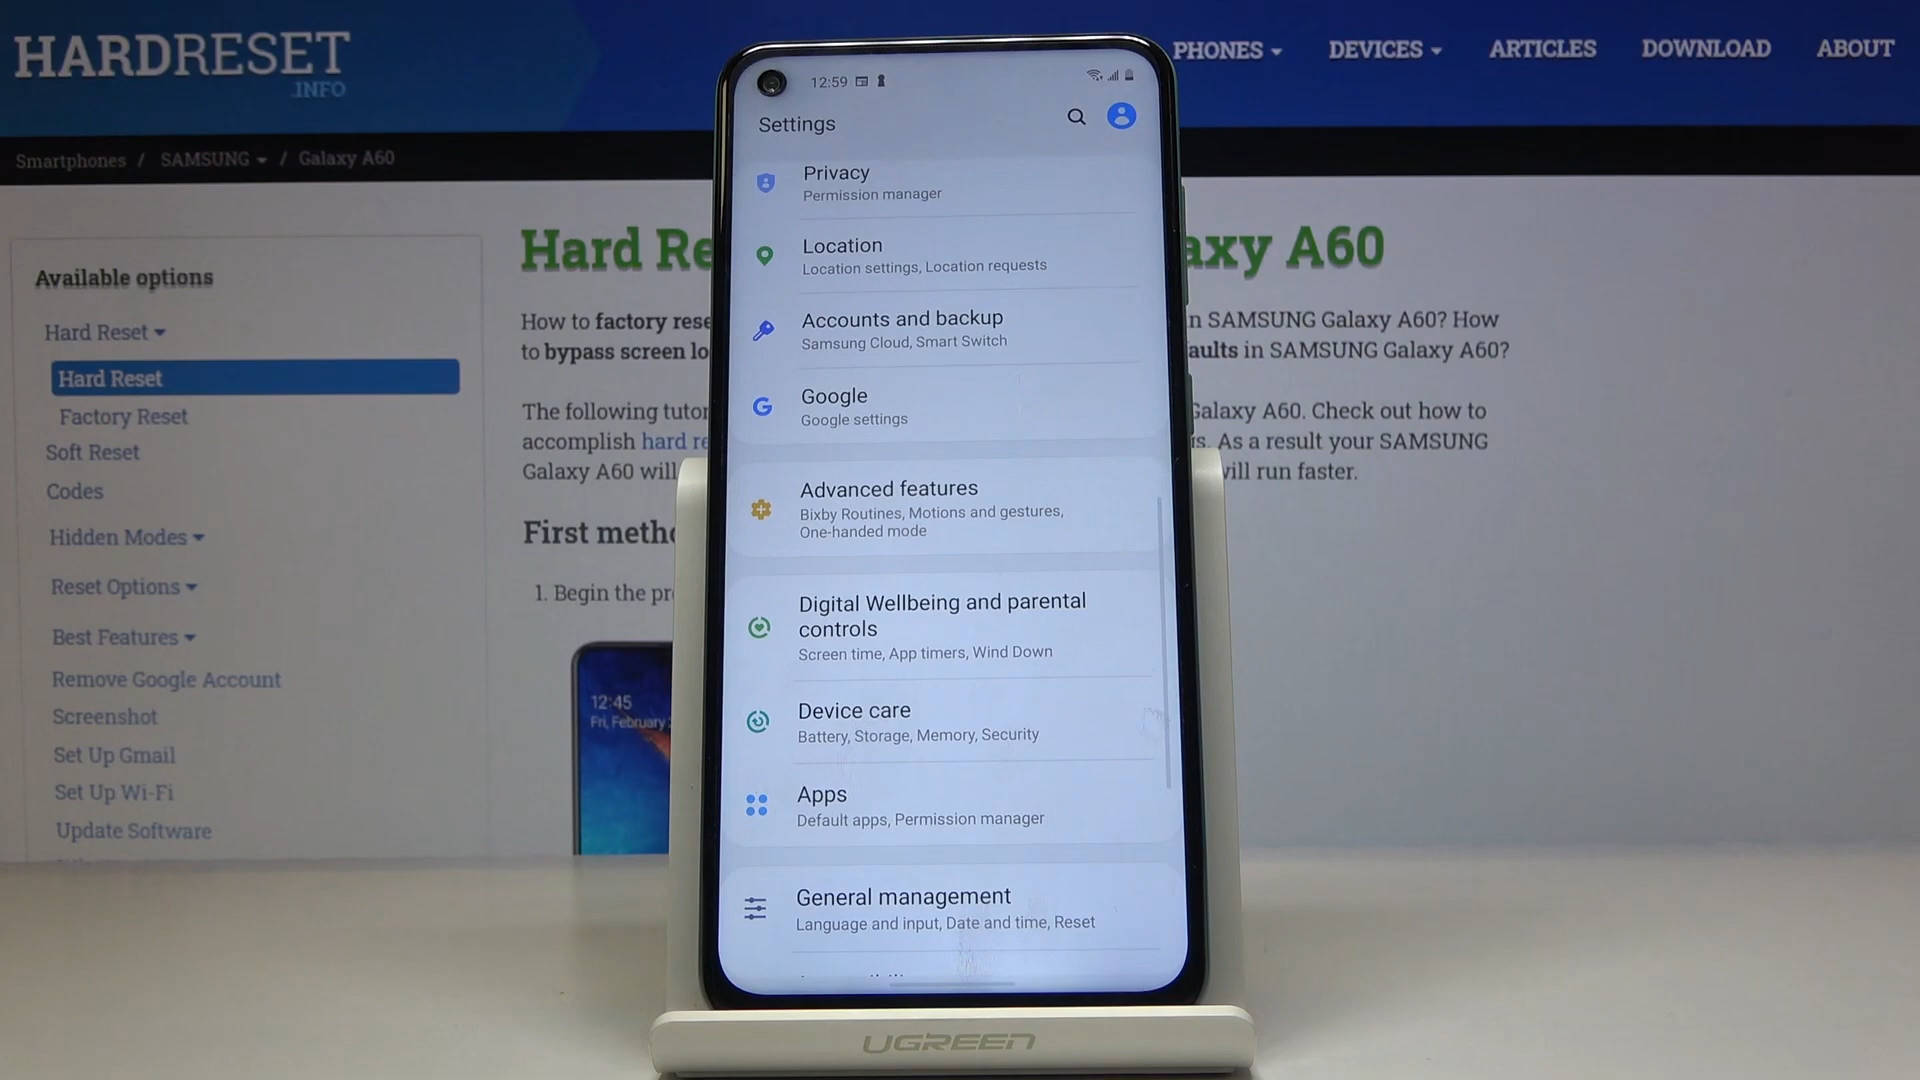 HARDRESET
.INFO
PHONES
DEVICES
ARTICLES
DOWNLOAD
ABOUT
Smartphones / SAMSUNG / Galaxy A60
Available options
Hard Reset
Hard Reset
Factory Reset
Soft Reset
Codes
Hidden Modes
Reset Options
Best Features
Remove Google Account
Screenshot
Set Up Gmail
Set Up Wi-Fi
Update Software
Hard Re
axy A60
How to factory rese
n SAMSUNG Galaxy A60? How
to bypass screen lo
aults in SAMSUNG Galaxy A60?
The following tutor
Galaxy A60. Check out how to
accomplish hard re
is. As a result your SAMSUNG
Galaxy A60 will
will run faster.
First metho
1. Begin the pr
12:45
Fri, February
12:59
Settings
Privacy
Permission manager
Location
Location settings, Location requests
Accounts and backup
Samsung Cloud, Smart Switch
Google
Google settings
Advanced features
Bixby Routines, Motions and gestures,
One-handed mode
Digital Wellbeing and parental
controls
Screen time, App timers, Wind Down
Device care
Battery, Storage, Memory, Security
Apps
Default apps, Permission manager
General management
Language and input, Date and time, Reset
UGREEN